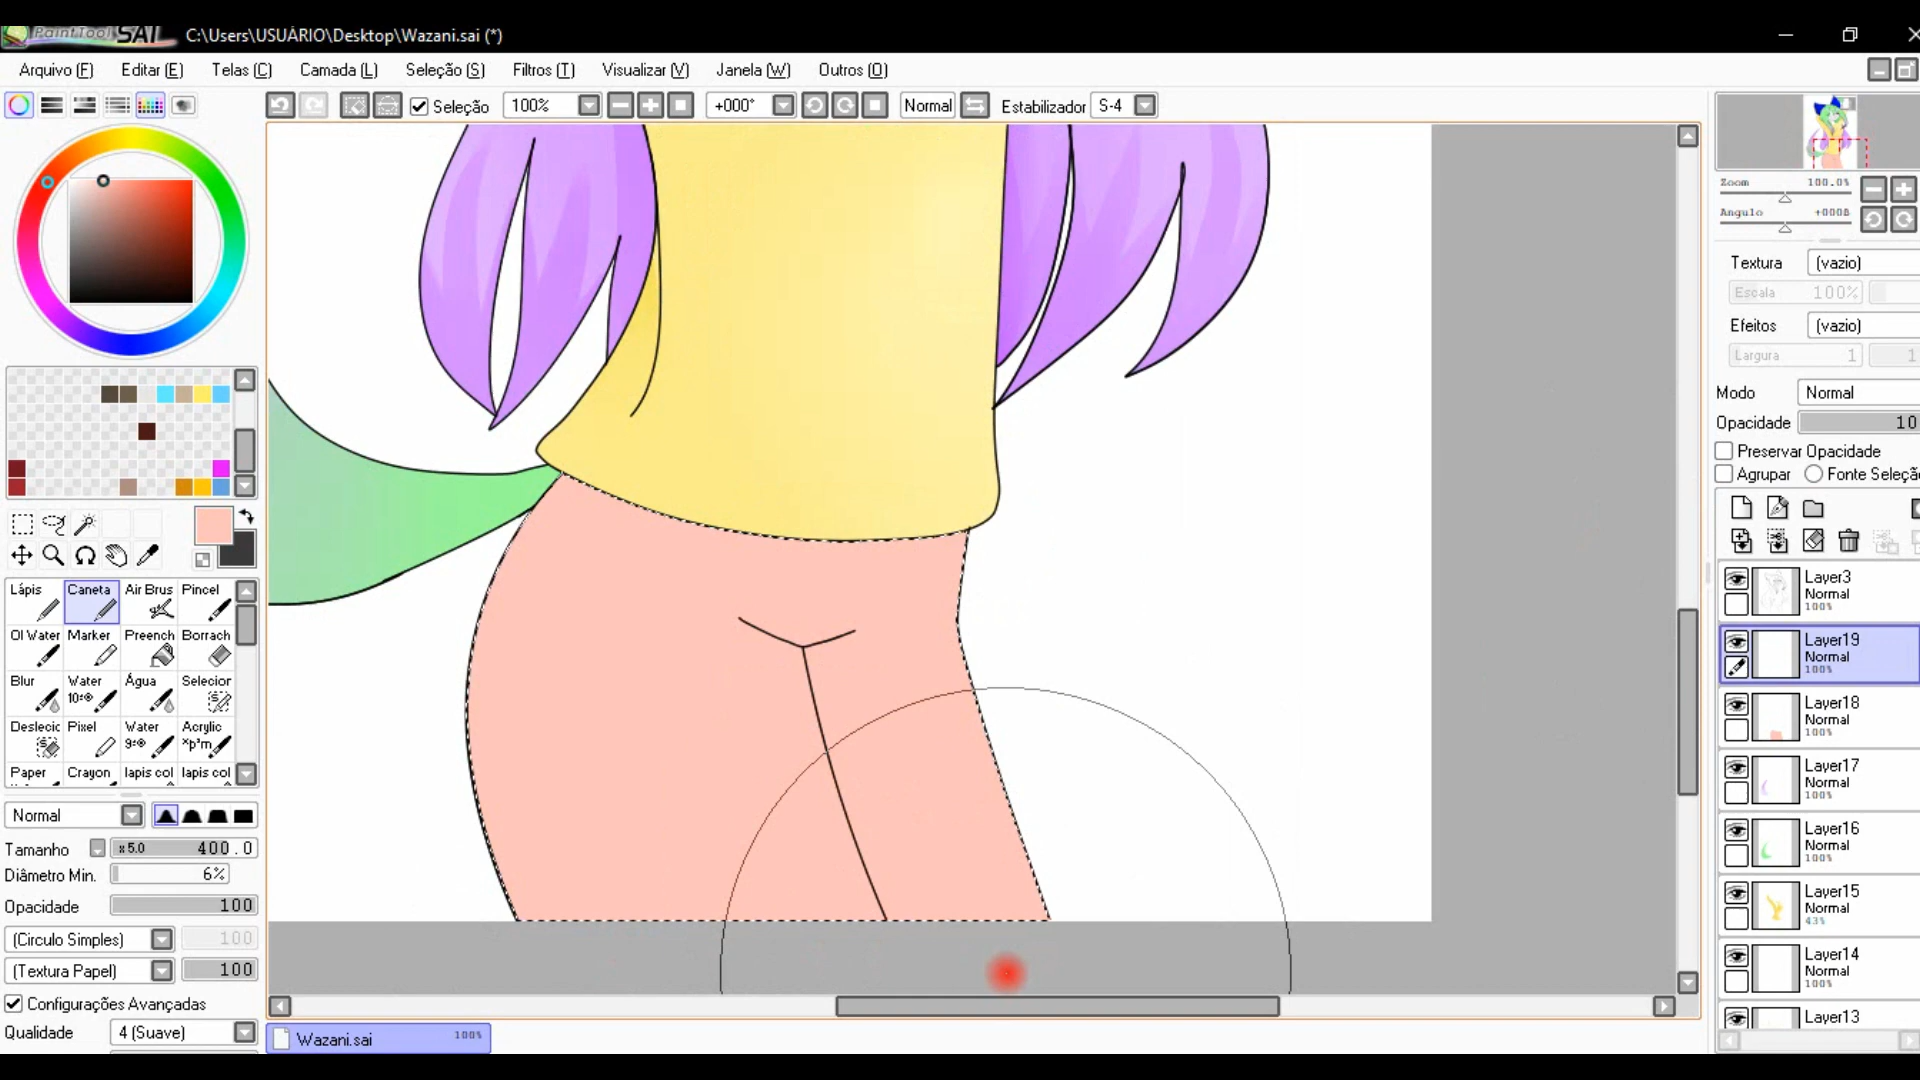 PaintTool SAI C:\Users\USUÁRIO\Desktop\Wazani.sai (*)
Arquivo (F) Editar (E) Telas (C) Camada (L) Seleção (S) Filtros (T) Visualizar (V) Janela (W) Outros (O)
Seleção 100% +000° Normal Estabilizador S-4
Zoom 100.0%
Angulo +000ß
Textura (vazio)
Escala 100%
Efeitos (vazio)
Largura 1 1
Modo Normal
Opacidade 10
Preservar Opacidade
Agrupar Fonte Seleçã
Lápis Caneta Air Brus Pincel
Ol Water Marker Preench Borrach
Blur Water Água Selecior
Deslecic Pixel Water Acrylic
Paper Crayon lapis col lapis col
Normal
Tamanho x 5.0 400.0
Diâmetro Min. 6%
Opacidade 100
(Circulo Simples) 100
(Textura Papel) 100
Configurações Avançadas
Qualidade 4 (Suave)
Layer3
Normal
100%
Layer19
Normal
100%
Layer18
Normal
100%
Layer17
Normal
100%
Layer16
Normal
100%
Layer15
Normal
43%
Layer14
Normal
100%
Layer13
Wazani.sai 100%